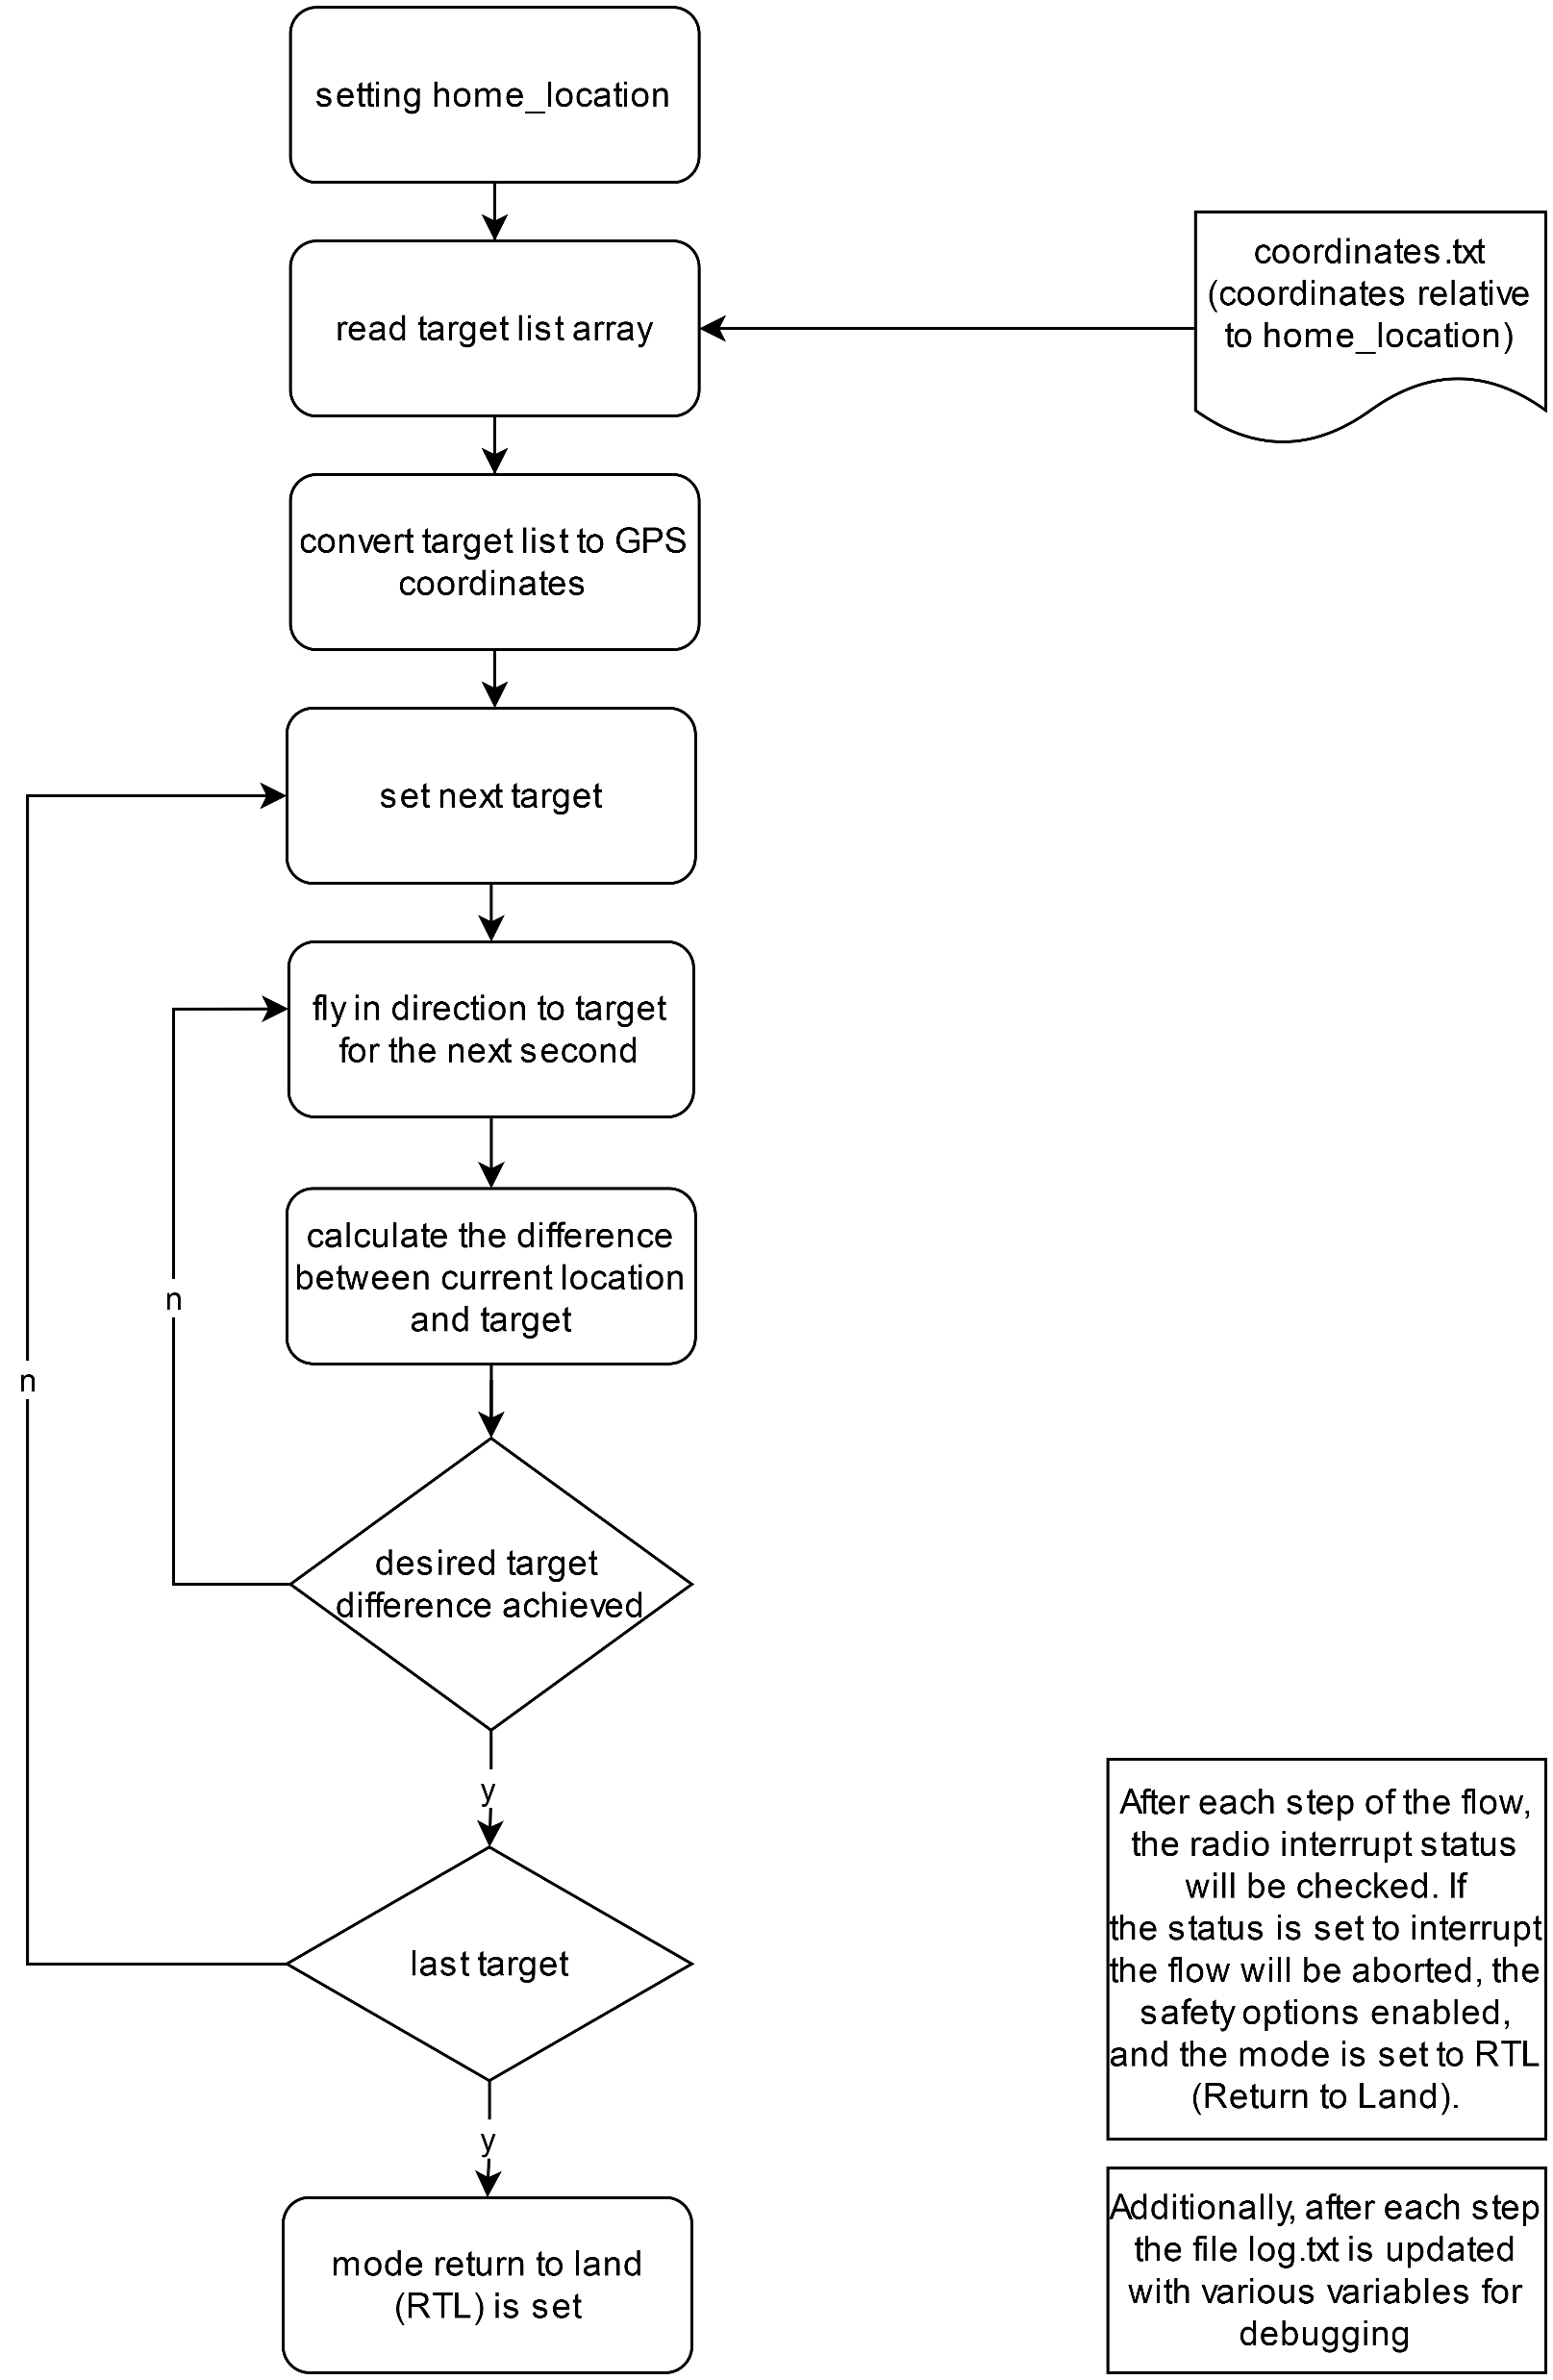 setting home_location
read target list array
coordinates.txt
(coordinates relative
to home_location)
convert target list to GPS
coordinates
set next target
fly in direction to target
for the next second
calculate the difference
between current location
and target
n
n
desired target
difference achieved
y
last target
y
mode return to land
(RTL) is set
After each step of the flow,
the radio interrupt status
will be checked. If
the status is set to interrupt
the flow will be aborted, the
safety options enabled,
and the mode is set to RTL
(Return to Land).
Additionally, after each step
the file log.txt is updated
with various variables for
debugging